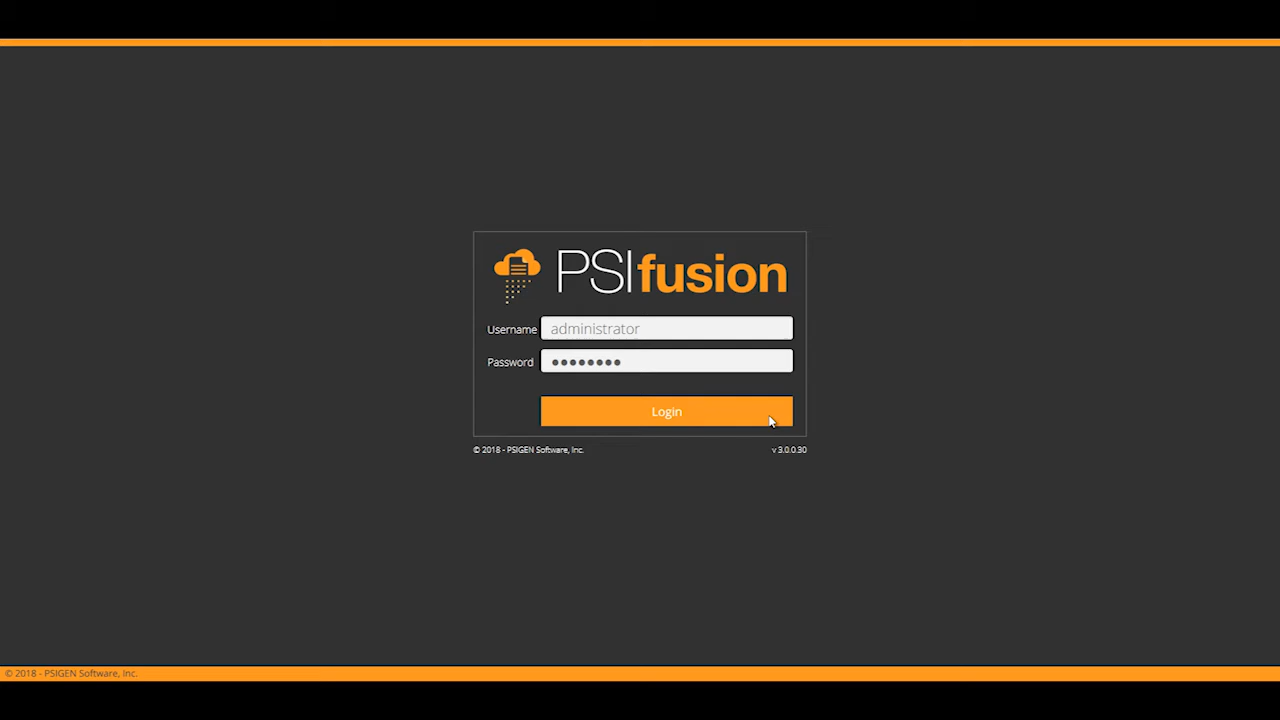 PSIfusion
Username administrator
Password ●●●●●●●●
Login
© 2018 - PSIGEN Software, Inc. v 3.0.0.30
© 2018 - PSIGEN Software, Inc.